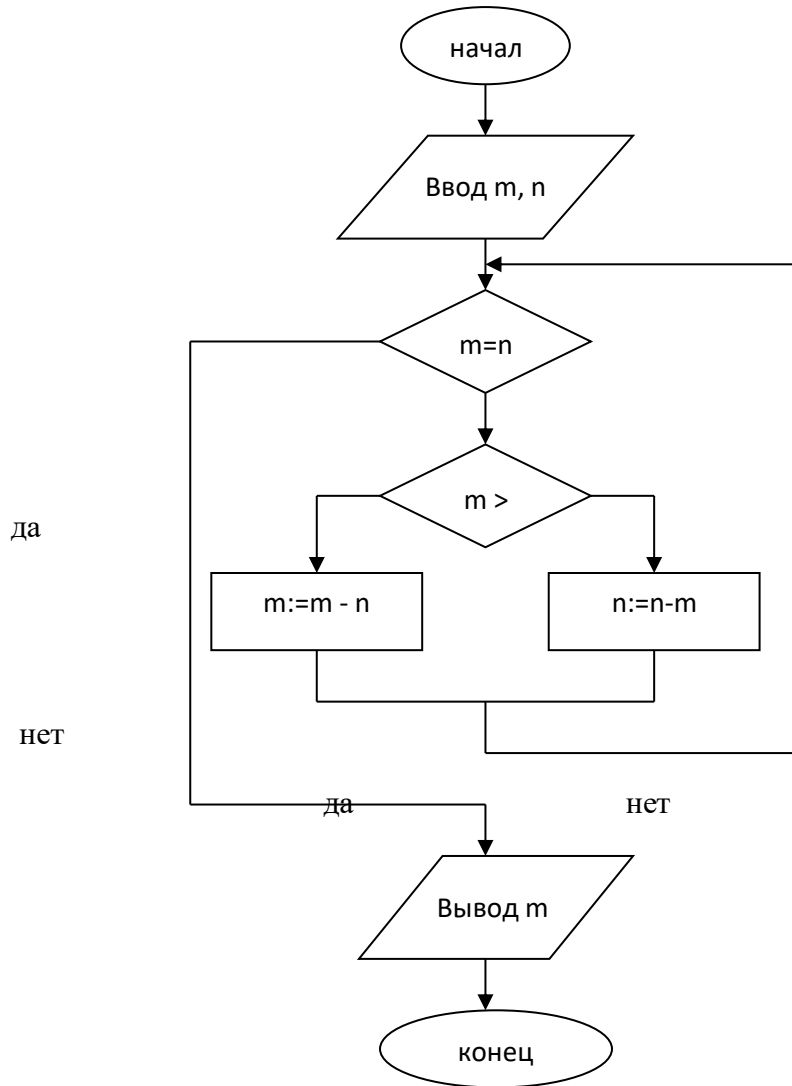 начал
Ввод m, n
m=n
m >
да
m:=m - n
n:=n-m
нет
да
нет
Вывод m
конец